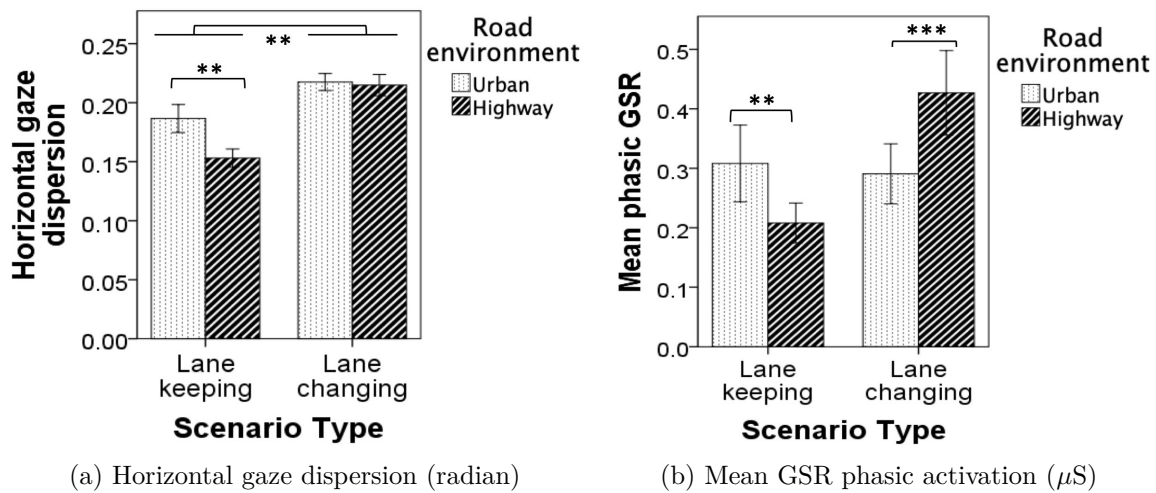 Horizontal gaze
dispersion
0.25
0.20
0.15
0.10
0.05
0.00
**
**
Road
environment
Urban
Highway
Lane
keeping
Lane
changing
Scenario Type
(a) Horizontal gaze dispersion (radian)
Mean phasic GSR
0.5
0.4
0.3
0.2
0.1
0.0
**
***
Road
environment
Urban
Highway
Lane
keeping
Lane
changing
Scenario Type
(b) Mean GSR phasic activation (μS)